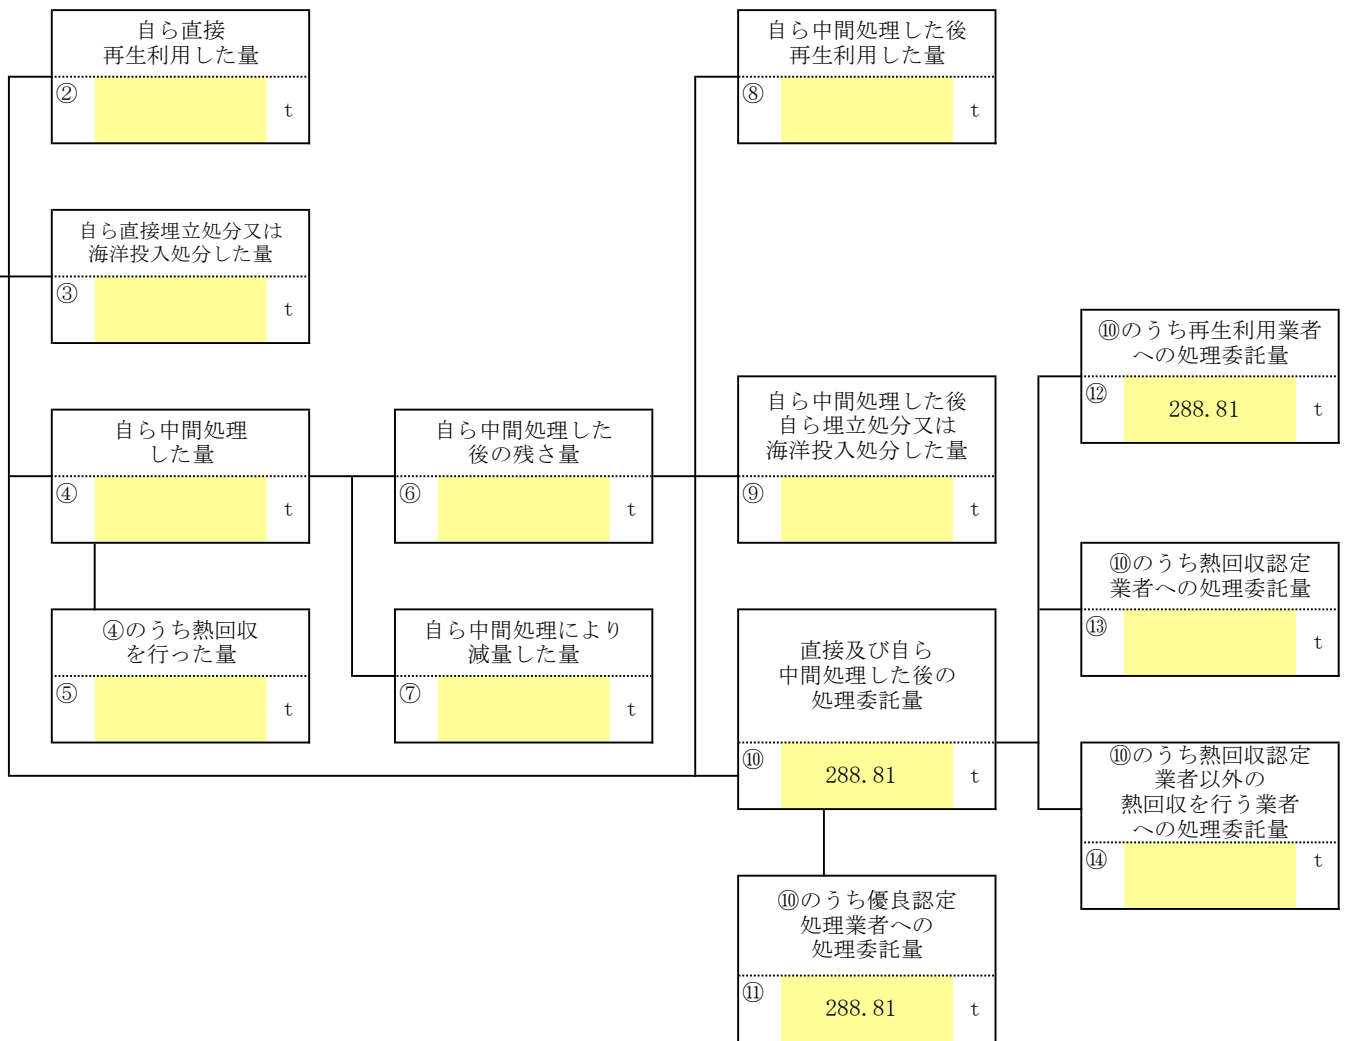 自ら直接
再生利用した量
②
t
自ら中間処理した後
再生利用した量
⑧
t
自ら直接埋立処分又は
海洋投入処分した量
③
t
⑩のうち再生利用業者
への処理委託量
⑫
288.81
t
自ら中間処理
した量
④
t
自ら中間処理した
後の残さ量
⑥
t
自ら中間処理した後
自ら埋立処分又は
海洋投入処分した量
⑨
t
⑩のうち熱回収認定
業者への処理委託量
⑬
t
④のうち熱回収
を行った量
⑤
t
自ら中間処理により
減量した量
⑦
t
直接及び自ら
中間処理した後の
処理委託量
⑩
288.81
t
⑩のうち熱回収認定
業者以外の
熱回収を行う業者
への処理委託量
⑭
t
⑩のうち優良認定
処理業者への
処理委託量
⑪
288.81
t